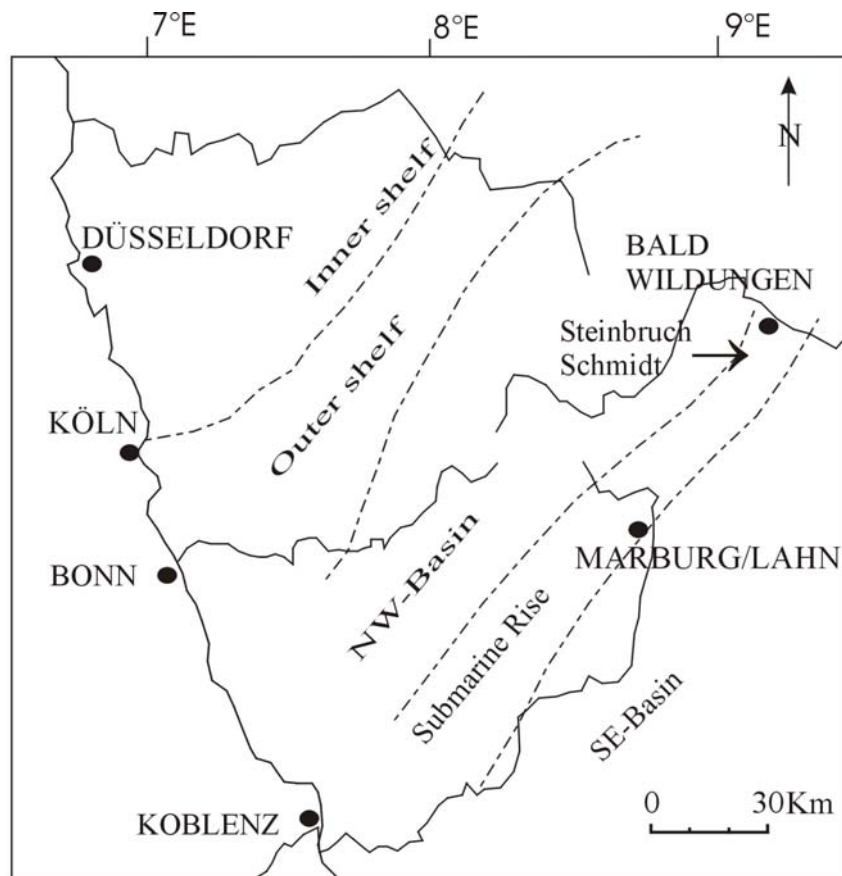 7°E 8°E 9°E
N
Inner shelf
DÜSSELDORF
BALD
WILDUNGEN
Steinbruch
Schmidt
Outer shelf
KÖLN
NW-Basin
MARBURG/LAHN
BONN
Submarine Rise
SE-Basin
0 30Km
KOBLENZ